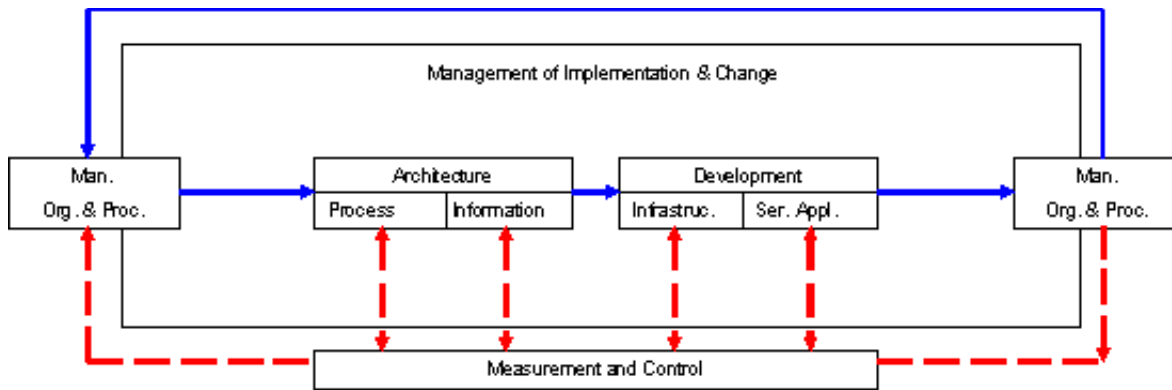 Management of Implementation & Change
Man.
Org. & Proc.
Architecture
Process
Information
Development
Infrastruc.
Ser. Appl.
Man.
Org. & Proc.
Measurement and Control